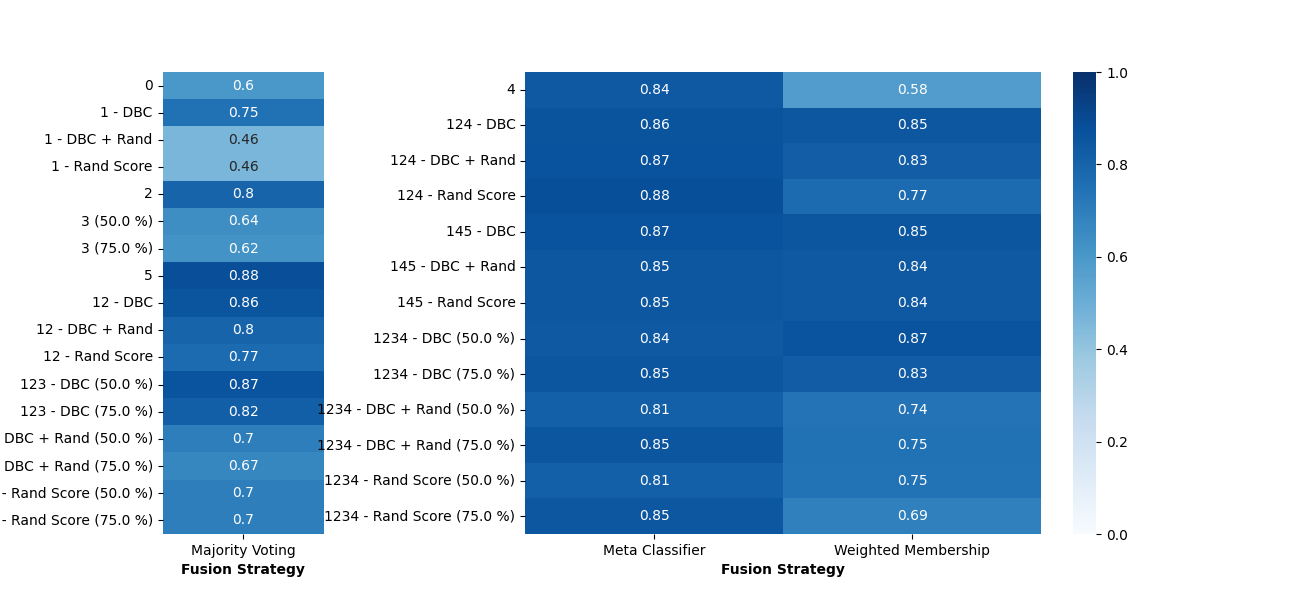 0 0.6
1 - DBC 0.75
1 - DBC + Rand 0.46
1 - Rand Score 0.46
2 0.8
3 (50.0 %) 0.64
3 (75.0 %) 0.62
5 0.88
12 - DBC 0.86
12 - DBC + Rand 0.8
12 - Rand Score 0.77
123 - DBC (50.0 %) 0.87
123 - DBC (75.0 %) 0.82
DBC + Rand (50.0 %) 0.7
DBC + Rand (75.0 %) 0.67
- Rand Score (50.0 %) 0.7
- Rand Score (75.0 %) 0.7
Majority Voting
Fusion Strategy
4 0.84 0.58
124 - DBC 0.86 0.85
124 - DBC + Rand 0.87 0.83
124 - Rand Score 0.88 0.77
145 - DBC 0.87 0.85
145 - DBC + Rand 0.85 0.84
145 - Rand Score 0.85 0.84
1234 - DBC (50.0 %) 0.84 0.87
1234 - DBC (75.0 %) 0.85 0.83
1234 - DBC + Rand (50.0 %) 0.81 0.74
1234 - DBC + Rand (75.0 %) 0.85 0.75
1234 - Rand Score (50.0 %) 0.81 0.75
1234 - Rand Score (75.0 %) 0.85 0.69
Meta Classifier Weighted Membership
Fusion Strategy
1.0
0.8
0.6
0.4
0.2
0.0